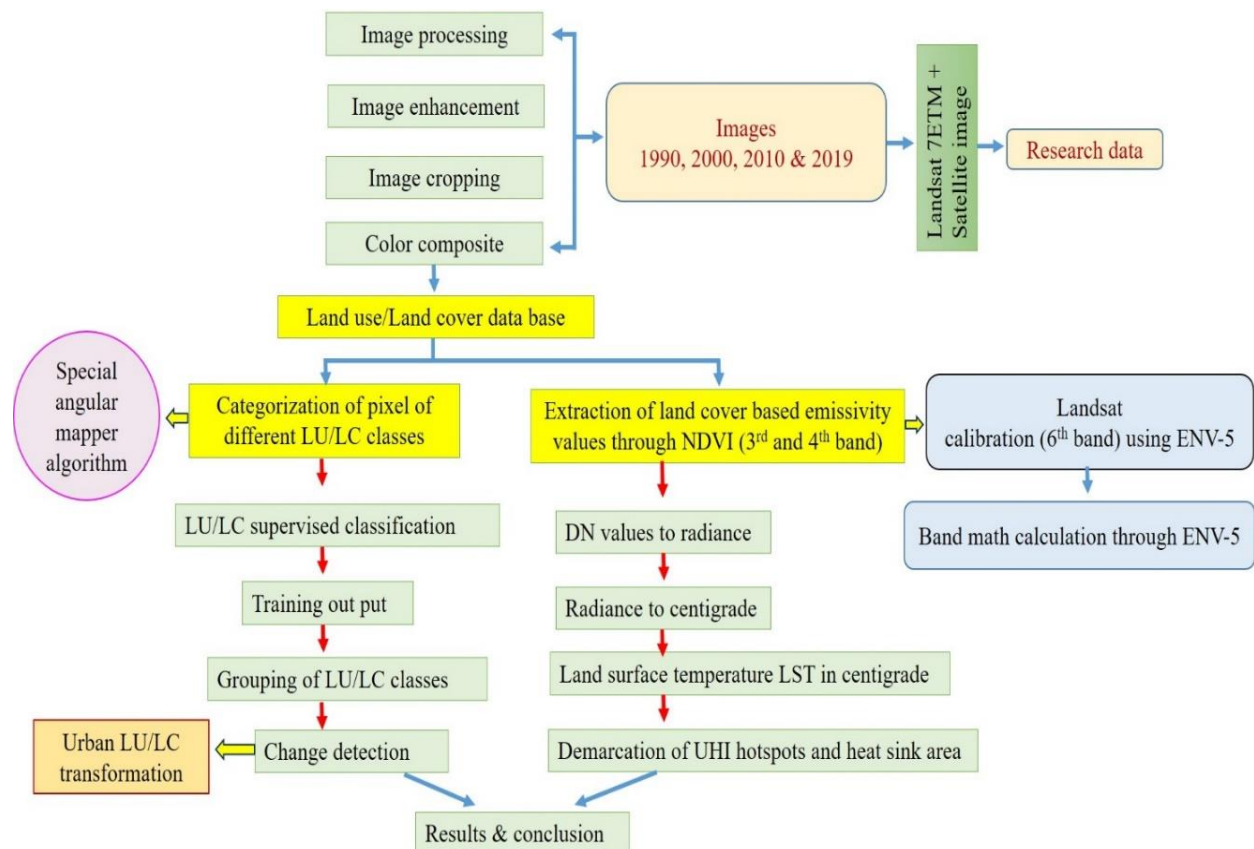 Image processing
Image enhancement
Image cropping
Color composite
Images
1990, 2000, 2010 & 2019
Landsat 7ETM +
Satellite image
Research data
Land use/Land cover data base
Special
angular
mapper
algorithm
Categorization of pixel of
different LU/LC classes
Extraction of land cover based emissivity
values through NDVI (3rd and 4th band)
Landsat
calibration (6th band) using ENV-5
Band math calculation through ENV-5
LU/LC supervised classification
DN values to radiance
Training out put
Radiance to centigrade
Grouping of LU/LC classes
Land surface temperature LST in centigrade
Urban LU/LC
transformation
Change detection
Demarcation of UHI hotspots and heat sink area
Results & conclusion